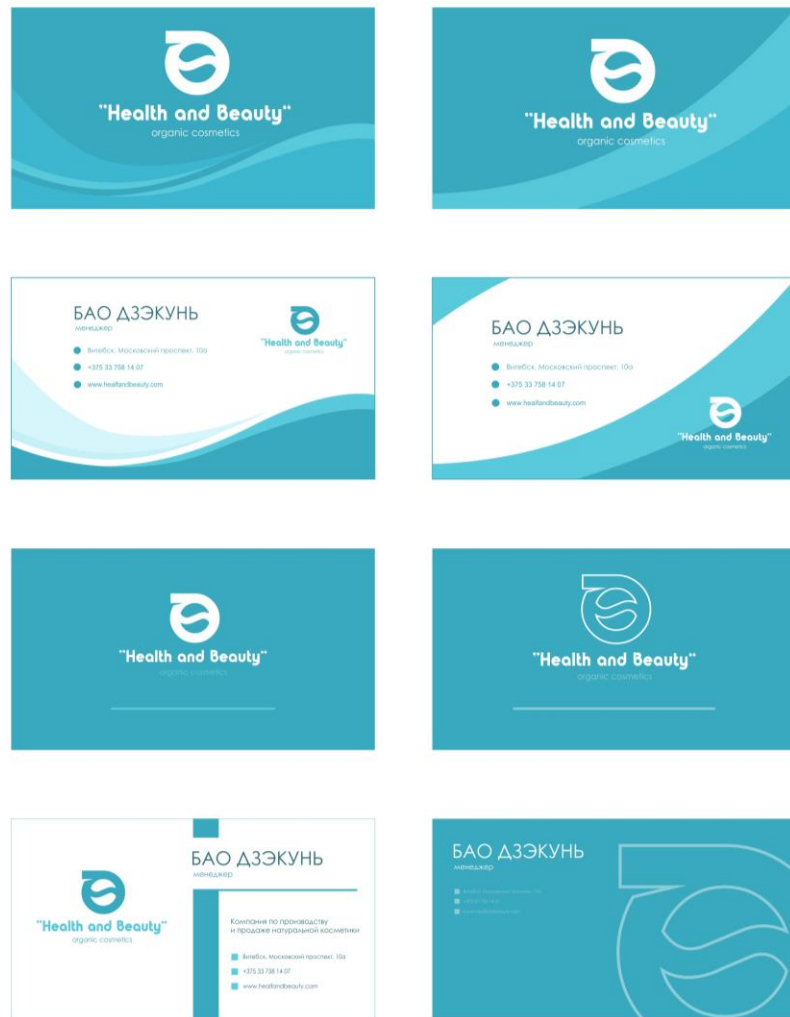 "Health and Beauty"
organic cosmetics
"Health and Beauty"
organic cosmetics
БАО ДЗЭКУНЬ
менеджер
Витебск, Московский проспект, 10а
+375 33 758 14 07
www.healfandbeauty.com
"Health and Beauty"
organic cosmetics
БАО ДЗЭКУНЬ
менеджер
Витебск, Московский проспект, 10а
+375 33 758 14 07
www.healfandbeauty.com
"Health and Beauty"
organic cosmetics
"Health and Beauty"
organic cosmetics
"Health and Beauty"
organic cosmetics
"Health and Beauty"
organic cosmetics
БАО ДЗЭКУНЬ
менеджер
Компания по производству
и продаже натуральной косметики
Витебск, Московский проспект, 10а
+375 33 758 14 07
www.healfandbeauty.com
БАО ДЗЭКУНЬ
менеджер